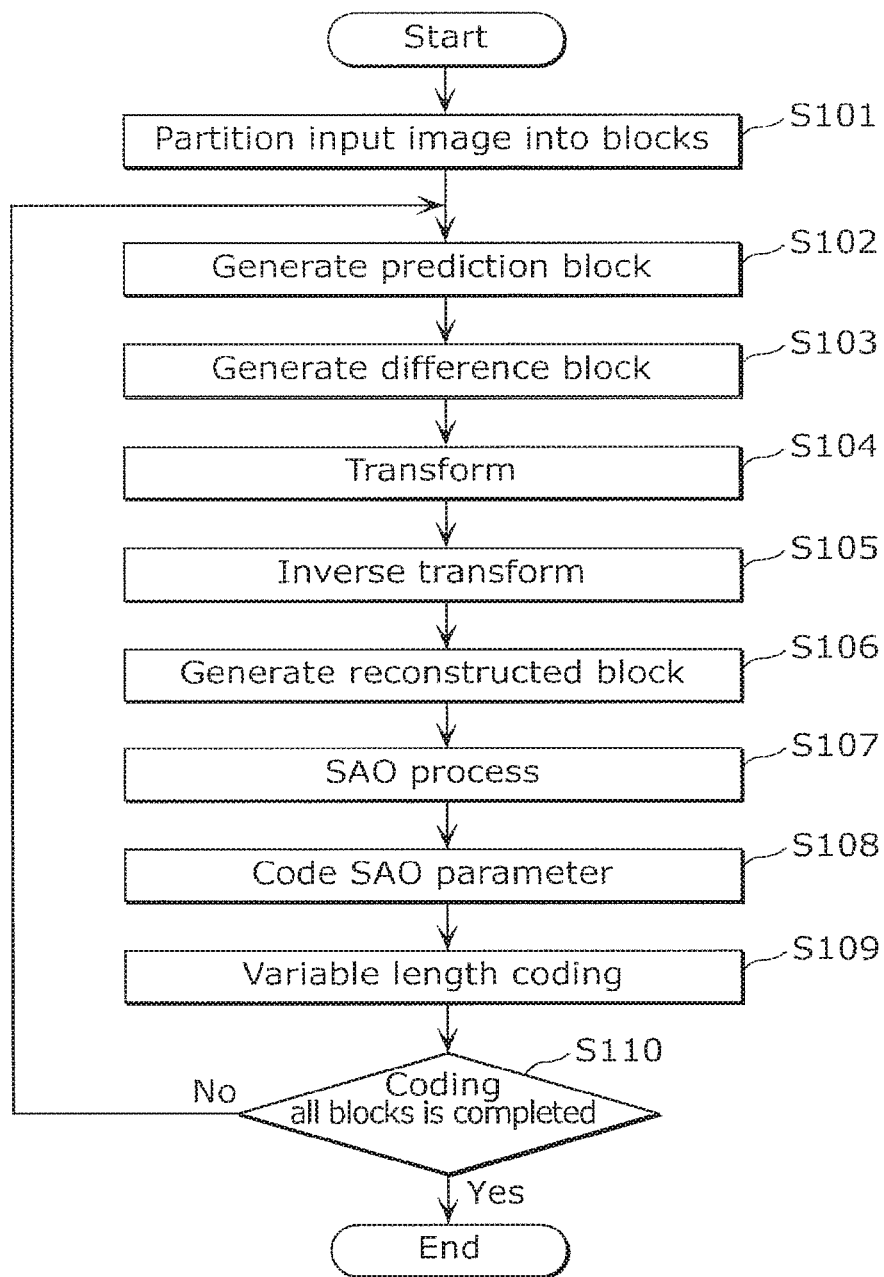 Start
S101
Partition input image into blocks
S102
Generate prediction block
S103
Generate difference block
S104
Transform
S105
Inverse transform
S106
Generate reconstructed block
S107
SAO process
S108
Code SAO parameter
S109
Variable length coding
S110
No
Coding
all blocks is completed
Yes
End